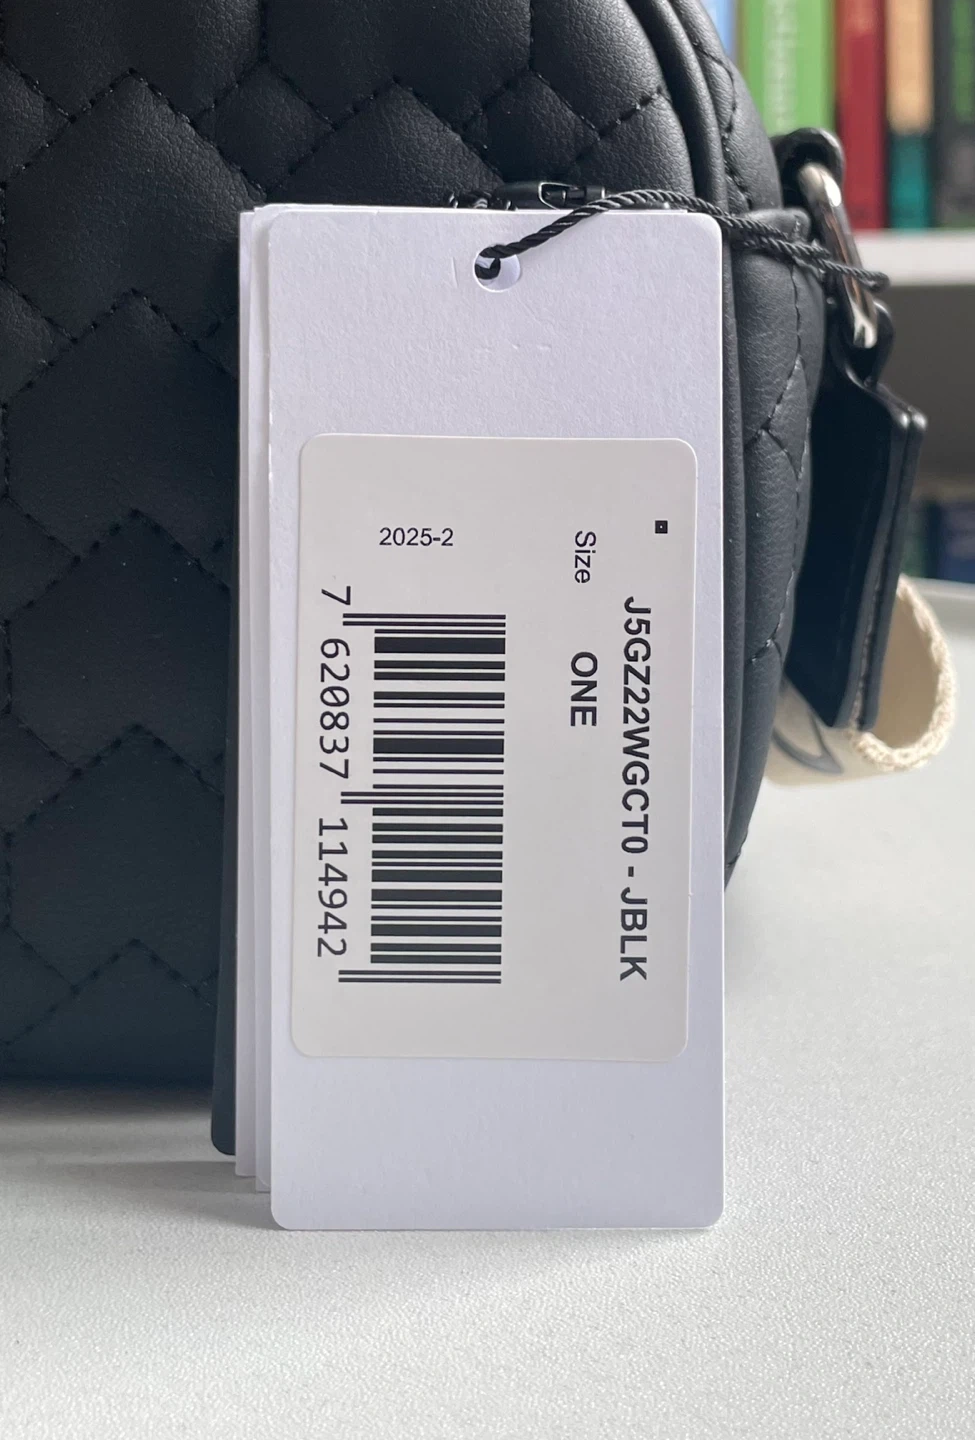 J5GZ22WGCT0 - JBLK
Size ONE
2025-2
7 620837 114942